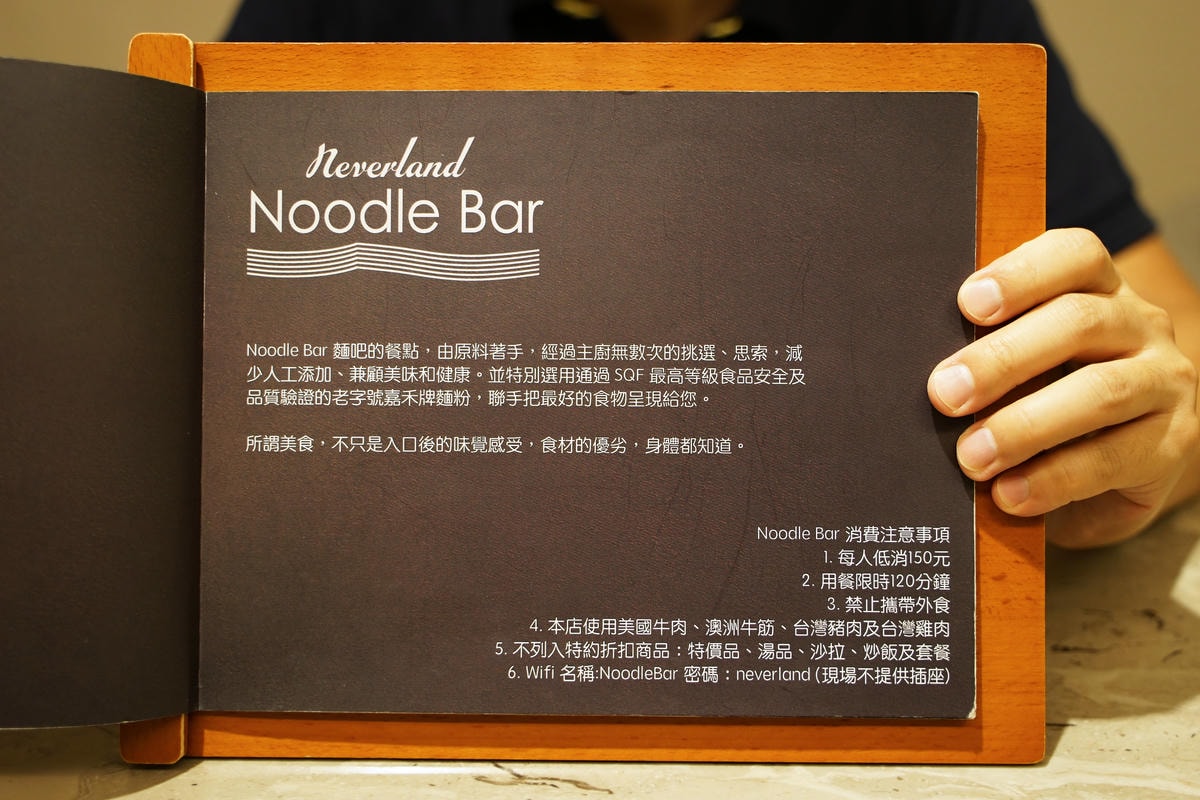 Neverland
Noodle Bar
Noodle Bar 麵吧的餐點，由原料著手，經過主廚無數次的挑選、思索，減
少人工添加、兼顧美味和健康。並特別選用通過 SQF 最高等級食品安全及
品質驗證的老字號嘉禾牌麵粉，聯手把最好的食物呈現給您。
所謂美食，不只是入口後的味覺感受，食材的優劣，身體都知道。
Noodle Bar 消費注意事項
1. 每人低消150元
2. 用餐限時120分鐘
3. 禁止攜帶外食
4. 本店使用美國牛肉、澳洲牛筋、台灣豬肉及台灣雞肉
5. 不列入特約折扣商品：特價品、湯品、沙拉、炒飯及套餐
6. Wifi 名稱:NoodleBar 密碼：neverland (現場不提供插座)